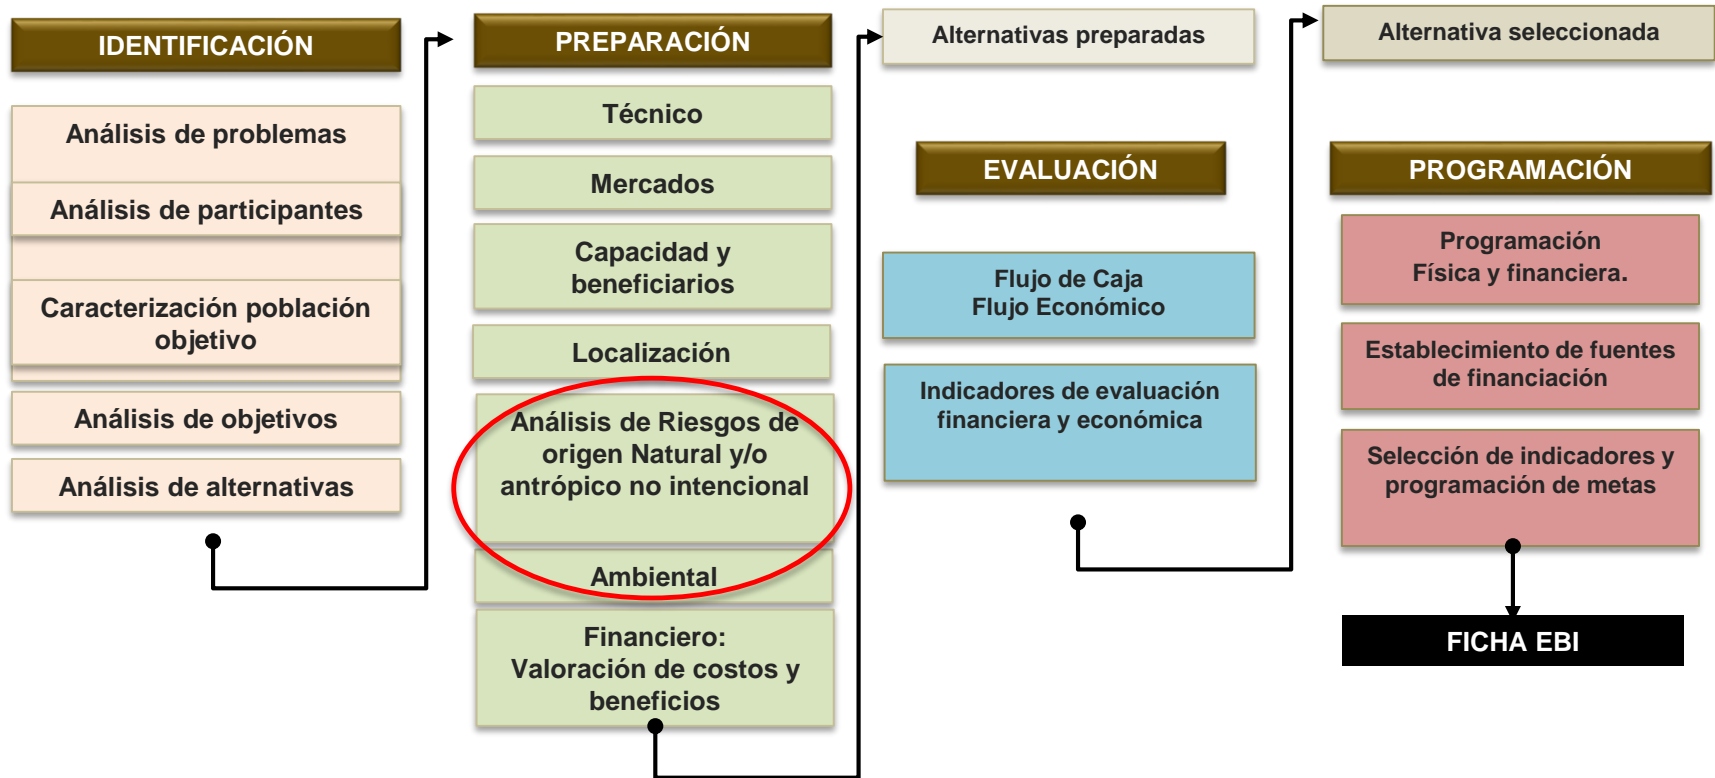 IDENTIFICACIÓN
Análisis de problemas
Análisis de participantes
Caracterización población
objetivo
Análisis de objetivos
Análisis de alternativas
PREPARACIÓN
Técnico
Mercados
Capacidad y
beneficiarios
Localización
Análisis de Riesgos de
origen Natural y/o
antrópico no intencional
Ambiental
Financiero:
Valoración de costos y
beneficios
Alternativas preparadas
EVALUACIÓN
Flujo de Caja
Flujo Económico
Indicadores de evaluación
financiera y económica
Alternativa seleccionada
PROGRAMACIÓN
Programación
Física y financiera.
Establecimiento de fuentes
de financiación
Selección de indicadores y
programación de metas
FICHA EBI